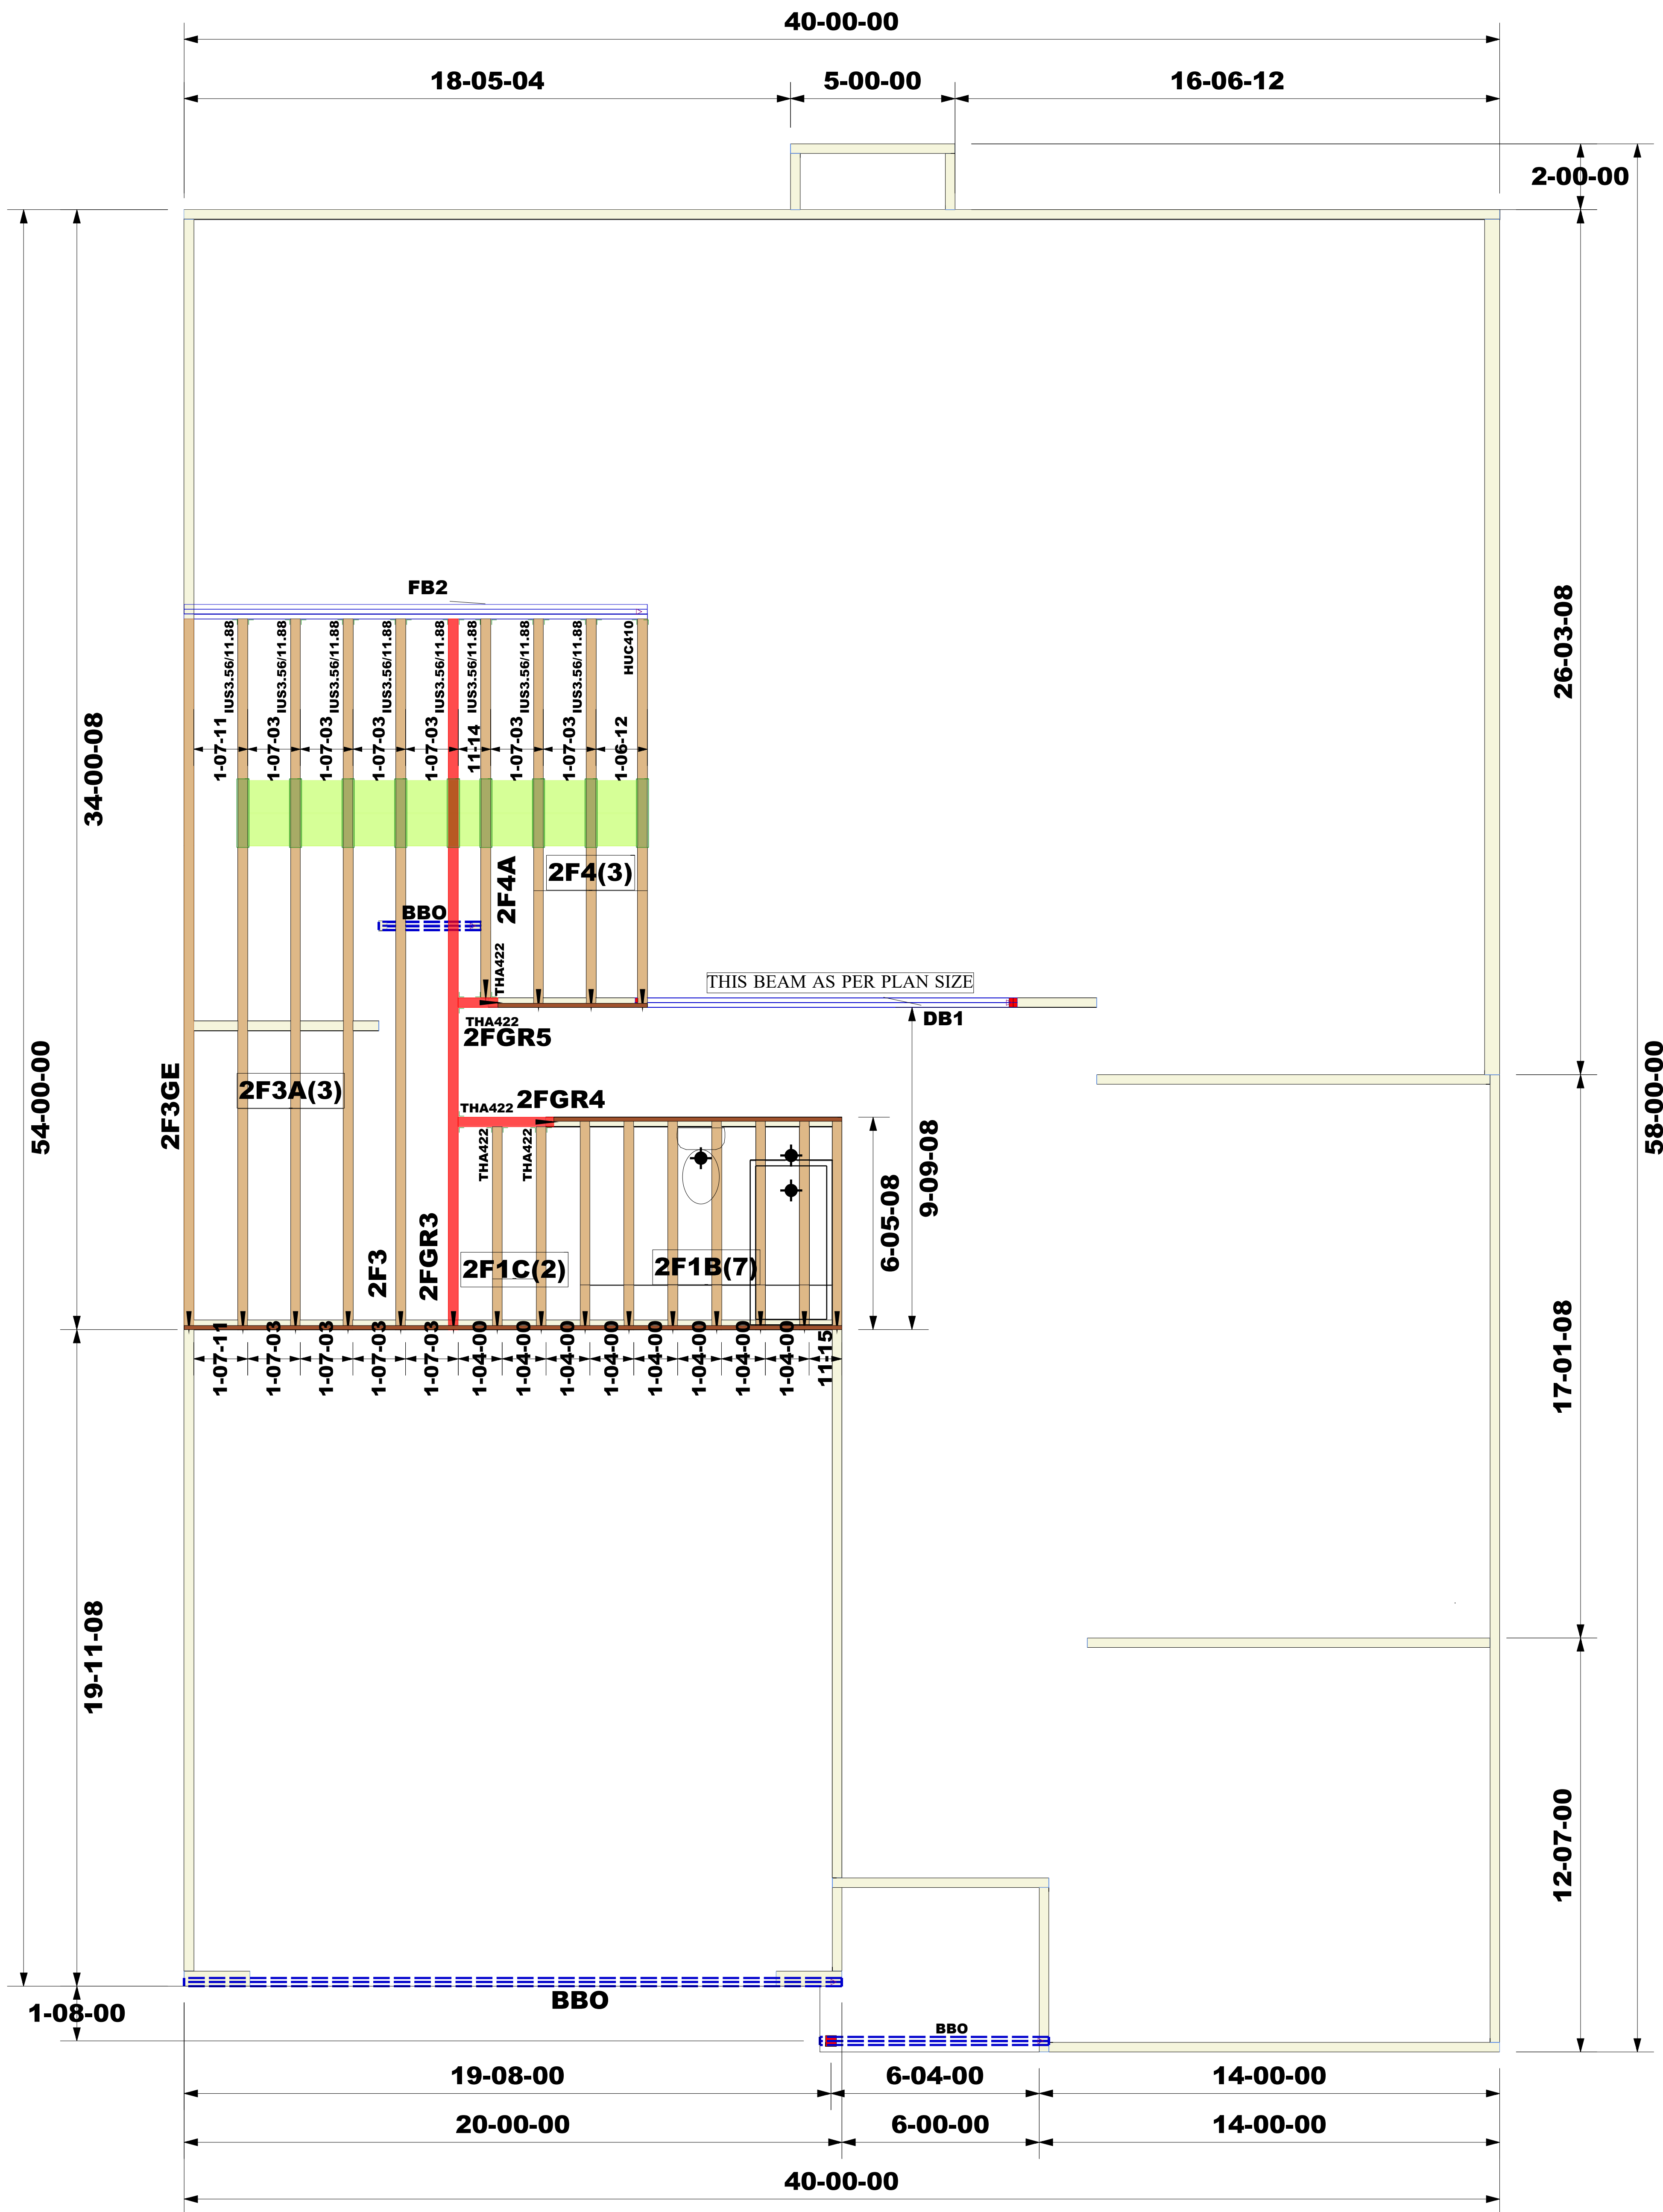 40-00-00
18-05-04
5-00-00
16-06-12
2-00-00
FB2
IUS3.56/11.88
IUS3.56/11.88
IUS3.56/11.88
IUS3.56/11.88
IUS3.56/11.88
IUS3.56/11.88
IUS3.56/11.88
IUS3.56/11.88
HUC410
26-03-08
34-00-08
1-07-11
1-07-03
1-07-03
1-07-03
1-07-03
11-14
1-07-03
1-07-03
1-06-12
2F4A
2F4(3)
BBO
THA422
THIS BEAM AS PER PLAN SIZE
DB1
THA422
2FGR5
54-00-00
2F3GE
2F3A(3)
THA422
2FGR4
THA422
THA422
58-00-00
9-09-08
6-05-08
2F3
2FGR3
2F1C(2)
2F1B(7)
17-01-08
1-07-11
1-07-03
1-07-03
1-07-03
1-07-03
1-04-00
1-04-00
1-04-00
1-04-00
1-04-00
1-04-00
1-04-00
1-04-00
11-15
19-11-08
12-07-00
BBO
1-08-00
BBO
19-08-00
6-04-00
14-00-00
20-00-00
6-00-00
14-00-00
40-00-00